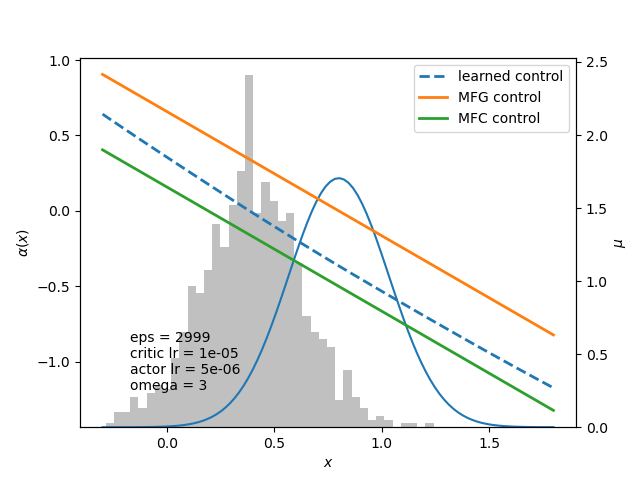 learned control
MFG control
MFC control
1.0
0.5
0.0
−0.5
−1.0
α(x)
2.5
2.0
1.5
1.0
0.5
0.0
μ
eps = 2999
critic lr = 1e-05
actor lr = 5e-06
omega = 3
0.0 0.5 1.0 1.5
x